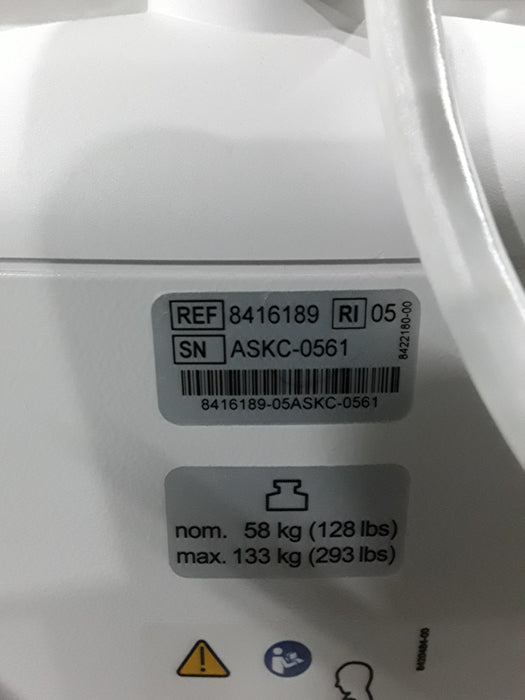 REF 8416189 RI 05
8422180-00
SN ASKC-0561
8416189-05ASKC-0561
nom. 58 kg (128 lbs)
max. 133 kg (293 lbs)